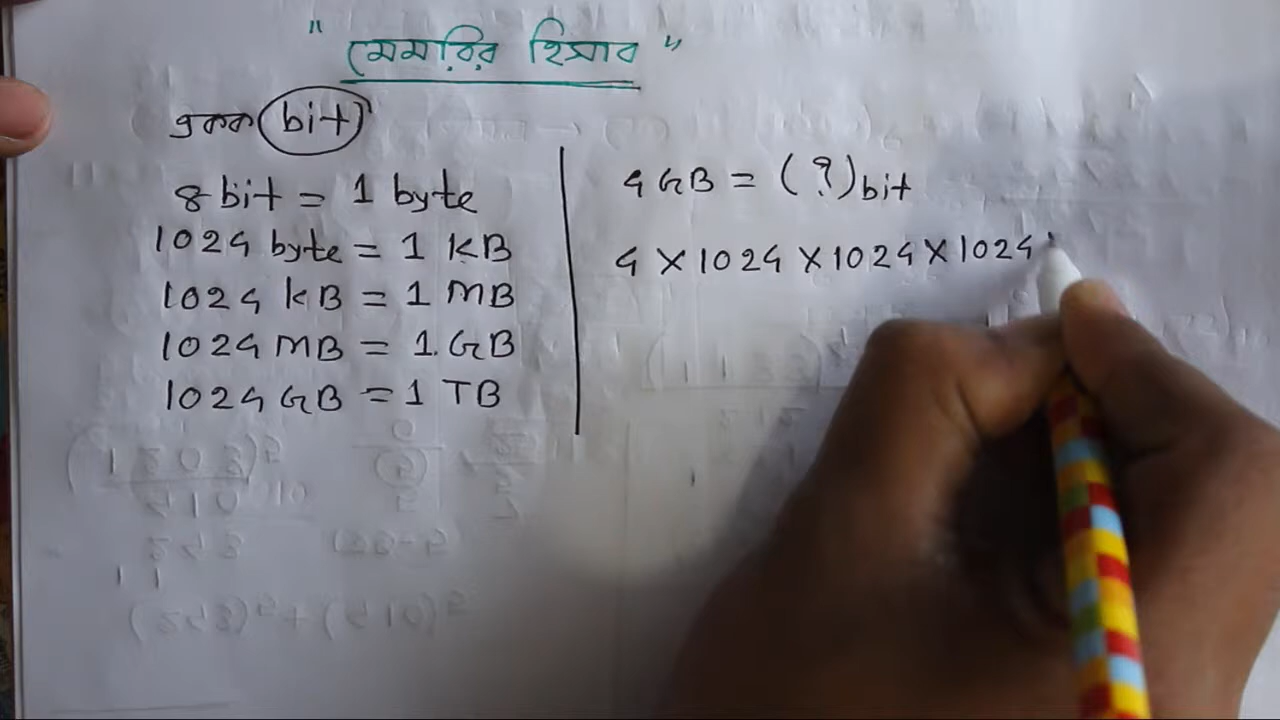 " মেমরির হিসাব "
একক bit
8 bit = 1 byte
1024 byte = 1 KB
1024 kB = 1 MB
1024 MB = 1 GB
1024 GB = 1 TB
4 GB = (?)bit
4 × 1024 × 1024 × 1024